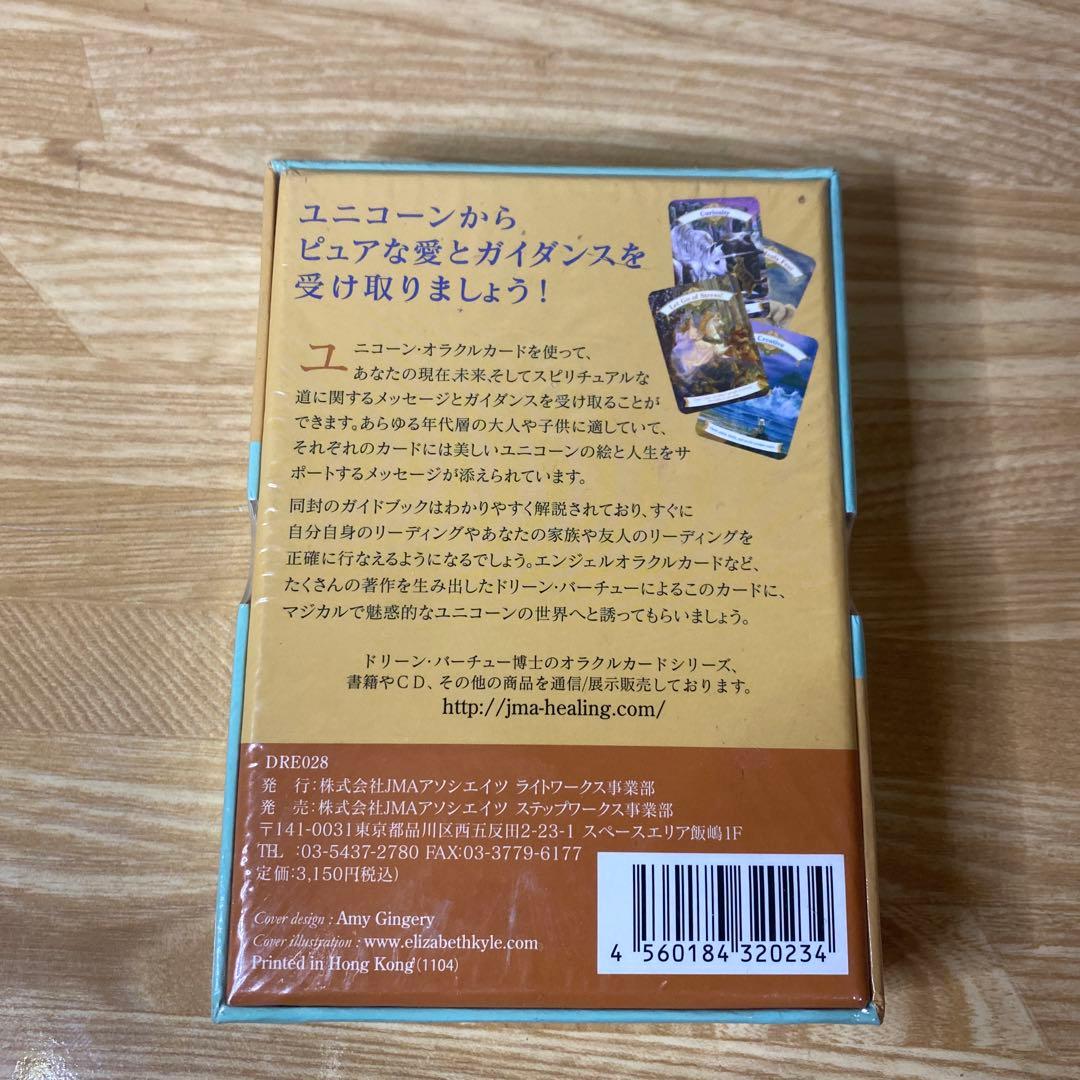 ユニコーンから
ピュアな愛とガイダンスを
受け取りましょう！
Curiosity
Let Go of Stress!
Creative
ユニコーン・オラクルカードを使って、
あなたの現在、未来、そしてスピリチュアルな
道に関するメッセージとガイダンスを受け取ることが
できます。あらゆる年代層の大人や子供に適していて、
それぞれのカードには美しいユニコーンの絵と人生をサ
ポートするメッセージが添えられています。
同封のガイドブックはわかりやすく解説されており、すぐに
自分自身のリーディングやあなたの家族や友人のリーディングを
正確に行なえるようになるでしょう。エンジェルオラクルカードなど、
たくさんの著作を生み出したドリーン・バーチューによるこのカードに、
マジカルで魅惑的なユニコーンの世界へと誘ってもらいましょう。
ドリーン・バーチュー博士のオラクルカードシリーズ、
書籍やCD、その他の商品を通信/展示販売しております。
http://jma-healing.com/
DRE028
発 行：株式会社JMAアソシエイツ ライトワークス事業部
発 売：株式会社JMAアソシエイツ ステップワークス事業部
〒141-0031東京都品川区西五反田2-23-1 スペースエリア飯嶋1F
TEL :03-5437-2780 FAX:03-3779-6177
定価:3,150円税込)
Cover design : Amy Gingery
Cover illustration : www.elizabethkyle.com
Printed in Hong Kong (1104)
4 560184 320234